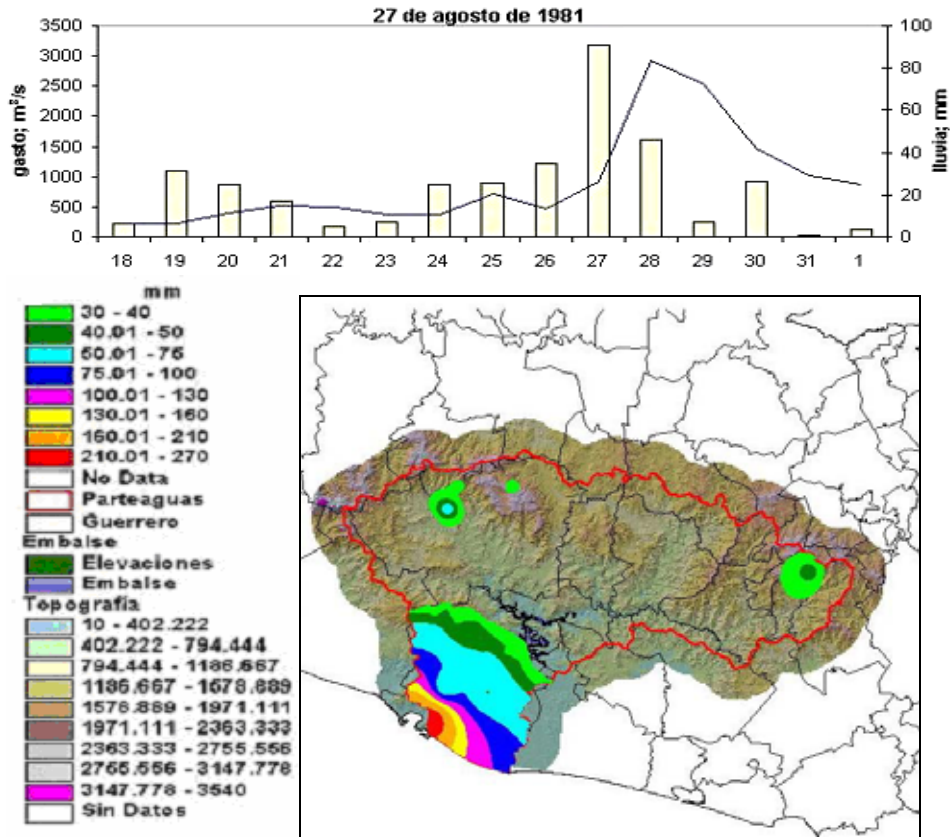 27 de agosto de 1981
3500
3000
2500
2000
1500
1000
500
0
gasto; m³/s
100
80
60
40
20
0
lluvia; mm
18 19 20 21 22 23 24 25 26 27 28 29 30 31 1
mm
30 - 40
40.01 - 50
50.01 - 75
75.01 - 100
100.01 - 130
130.01 - 160
160.01 - 210
210.01 - 270
No Data
Parteaguas
Guerrero
Embalse
Elevaciones
Embalse
Topografía
10 - 402.222
402.222 - 794.444
794.444 - 1186.667
1186.667 - 1578.889
1578.889 - 1971.111
1971.111 - 2363.333
2363.333 - 2755.556
2755.556 - 3147.778
3147.778 - 3540
Sin Datos